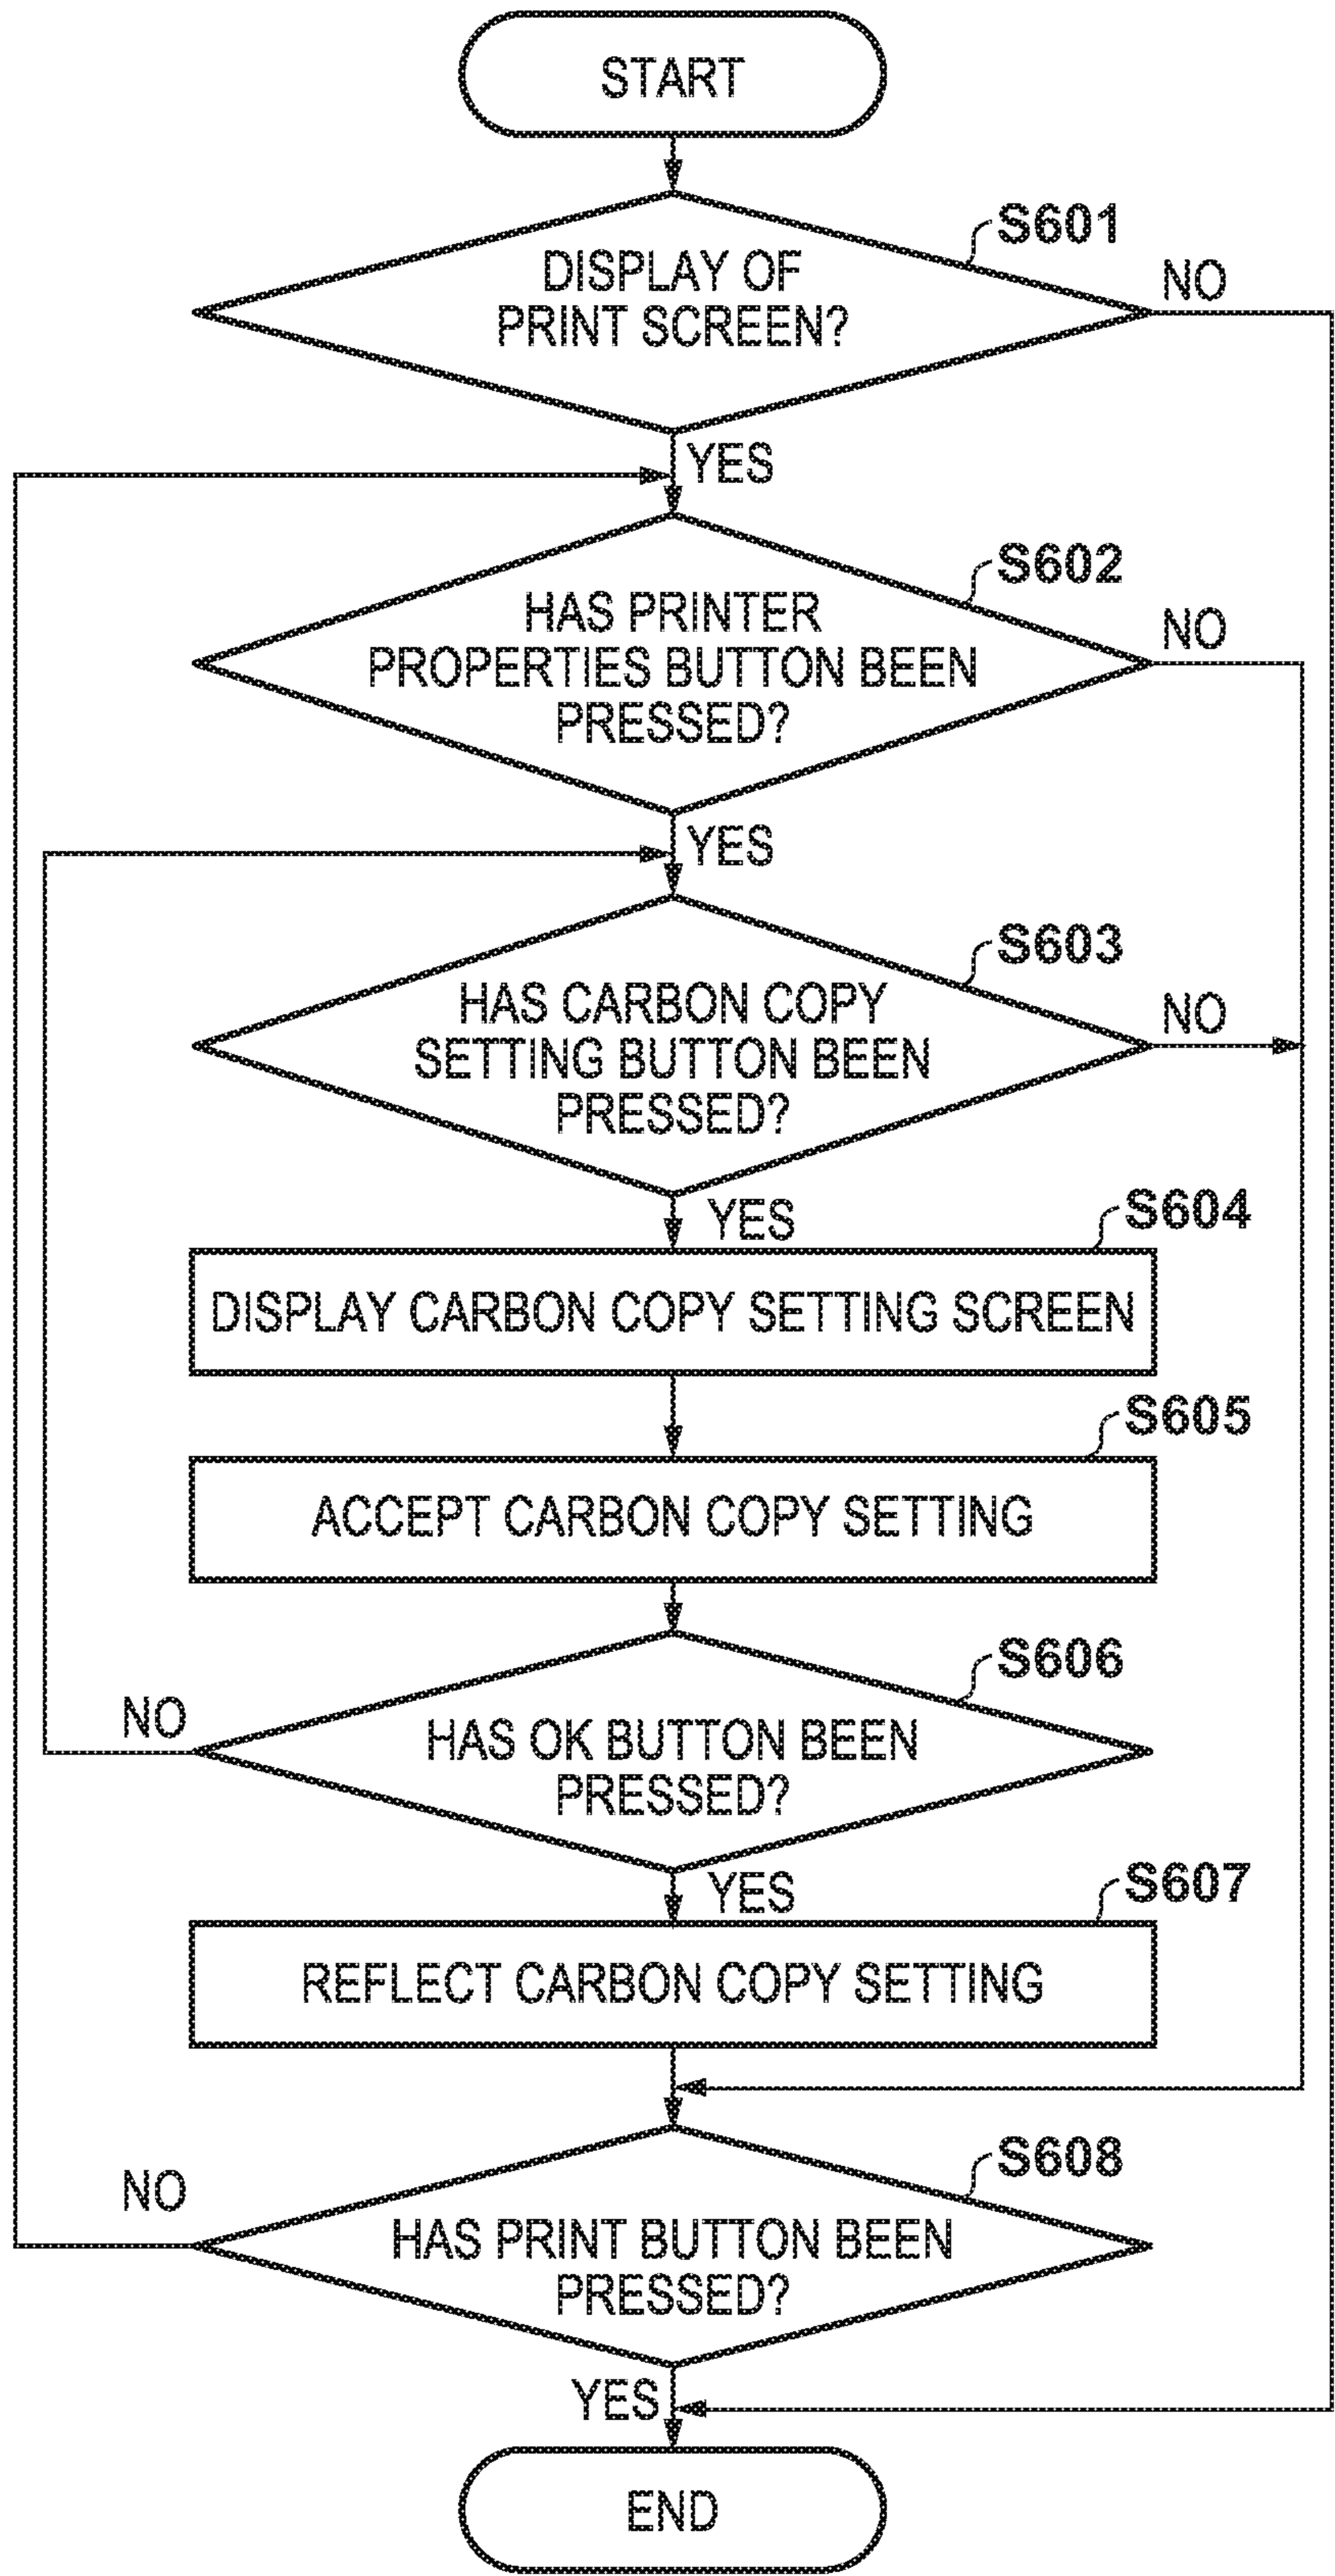 START
S601
DISPLAY OF
PRINT SCREEN?
NO
YES
S602
HAS PRINTER
PROPERTIES BUTTON BEEN
PRESSED?
NO
YES
S603
HAS CARBON COPY
SETTING BUTTON BEEN
PRESSED?
NO
YES
S604
DISPLAY CARBON COPY SETTING SCREEN
S605
ACCEPT CARBON COPY SETTING
S606
HAS OK BUTTON BEEN
PRESSED?
NO
YES
S607
REFLECT CARBON COPY SETTING
S608
HAS PRINT BUTTON BEEN
PRESSED?
NO
YES
END